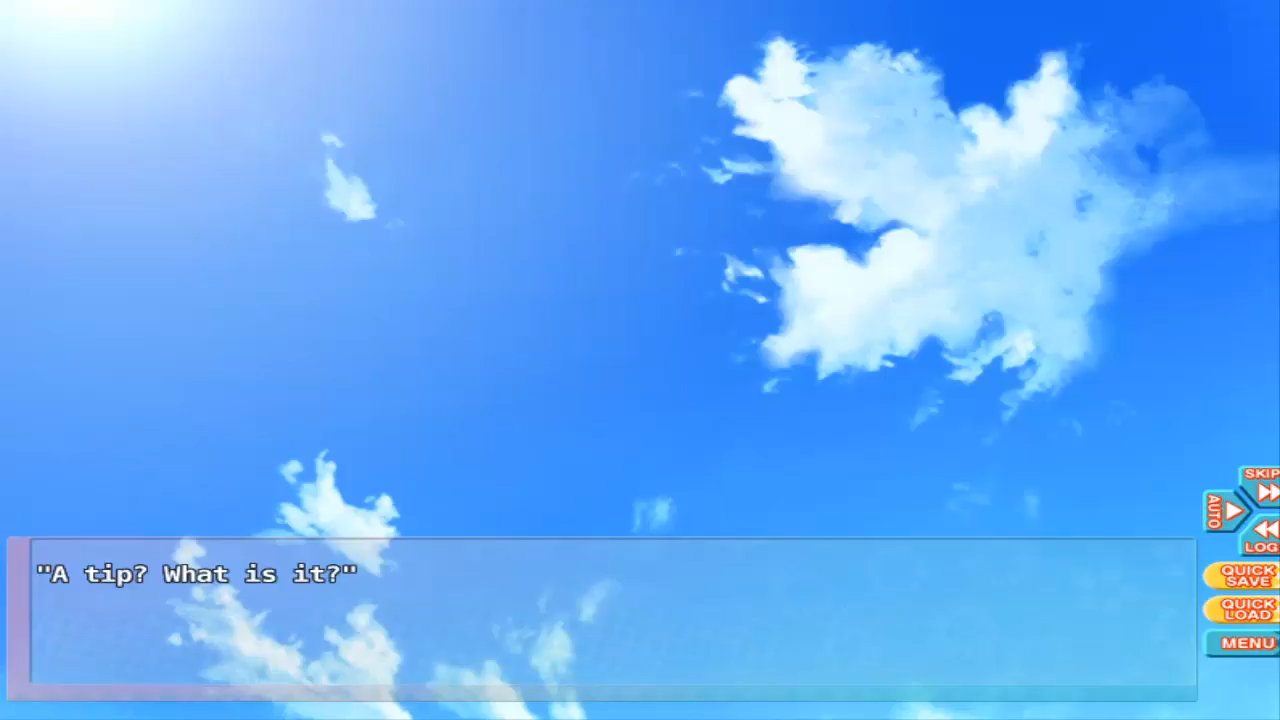 "A tip? What is it?"
SKIP
AUTO
LOG
QUICK
SAVE
QUICK
LOAD
MENU